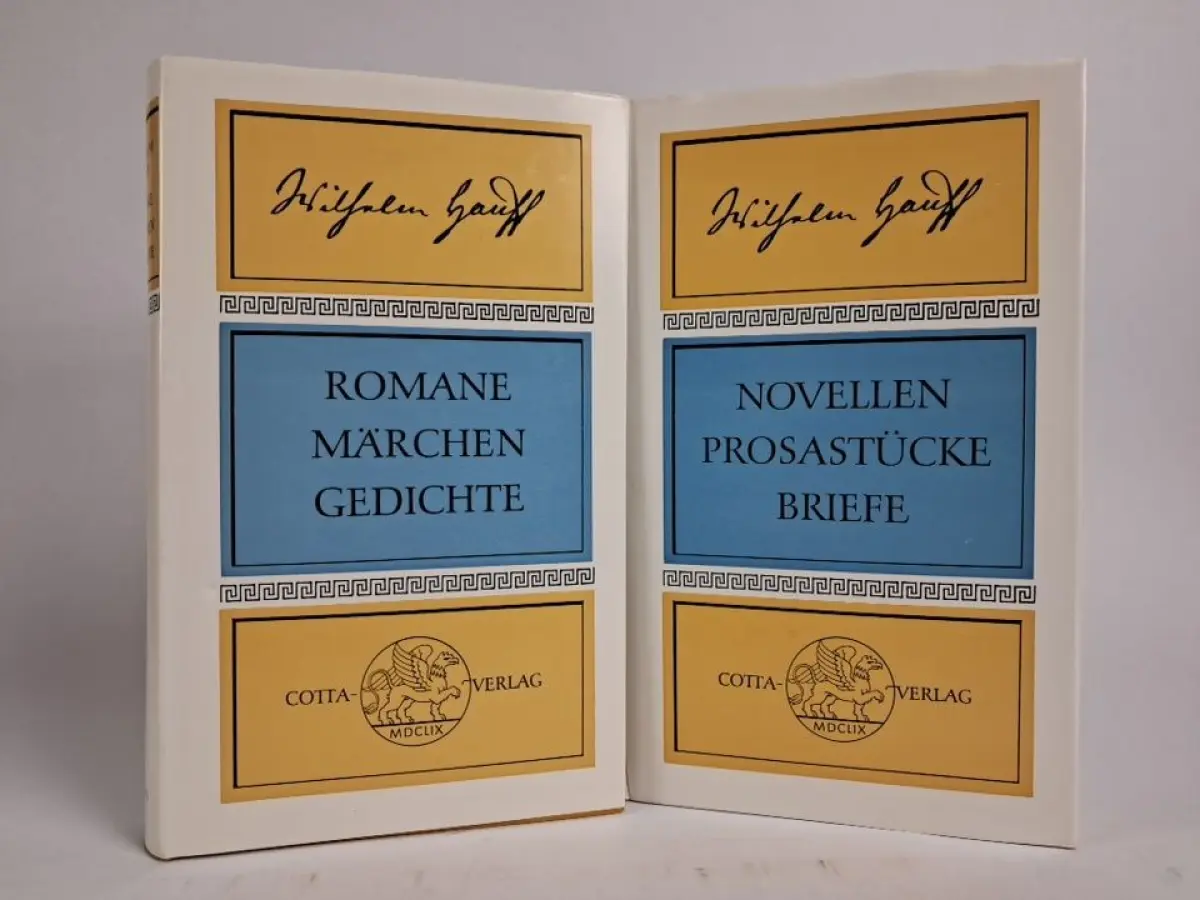 Wilhelm Hauff
ROMANE
MÄRCHEN
GEDICHTE
COTTA-VERLAG
MDCLIX
Wilhelm Hauff
NOVELLEN
PROSASTÜCKE
BRIEFE
COTTA-VERLAG
MDCLIX